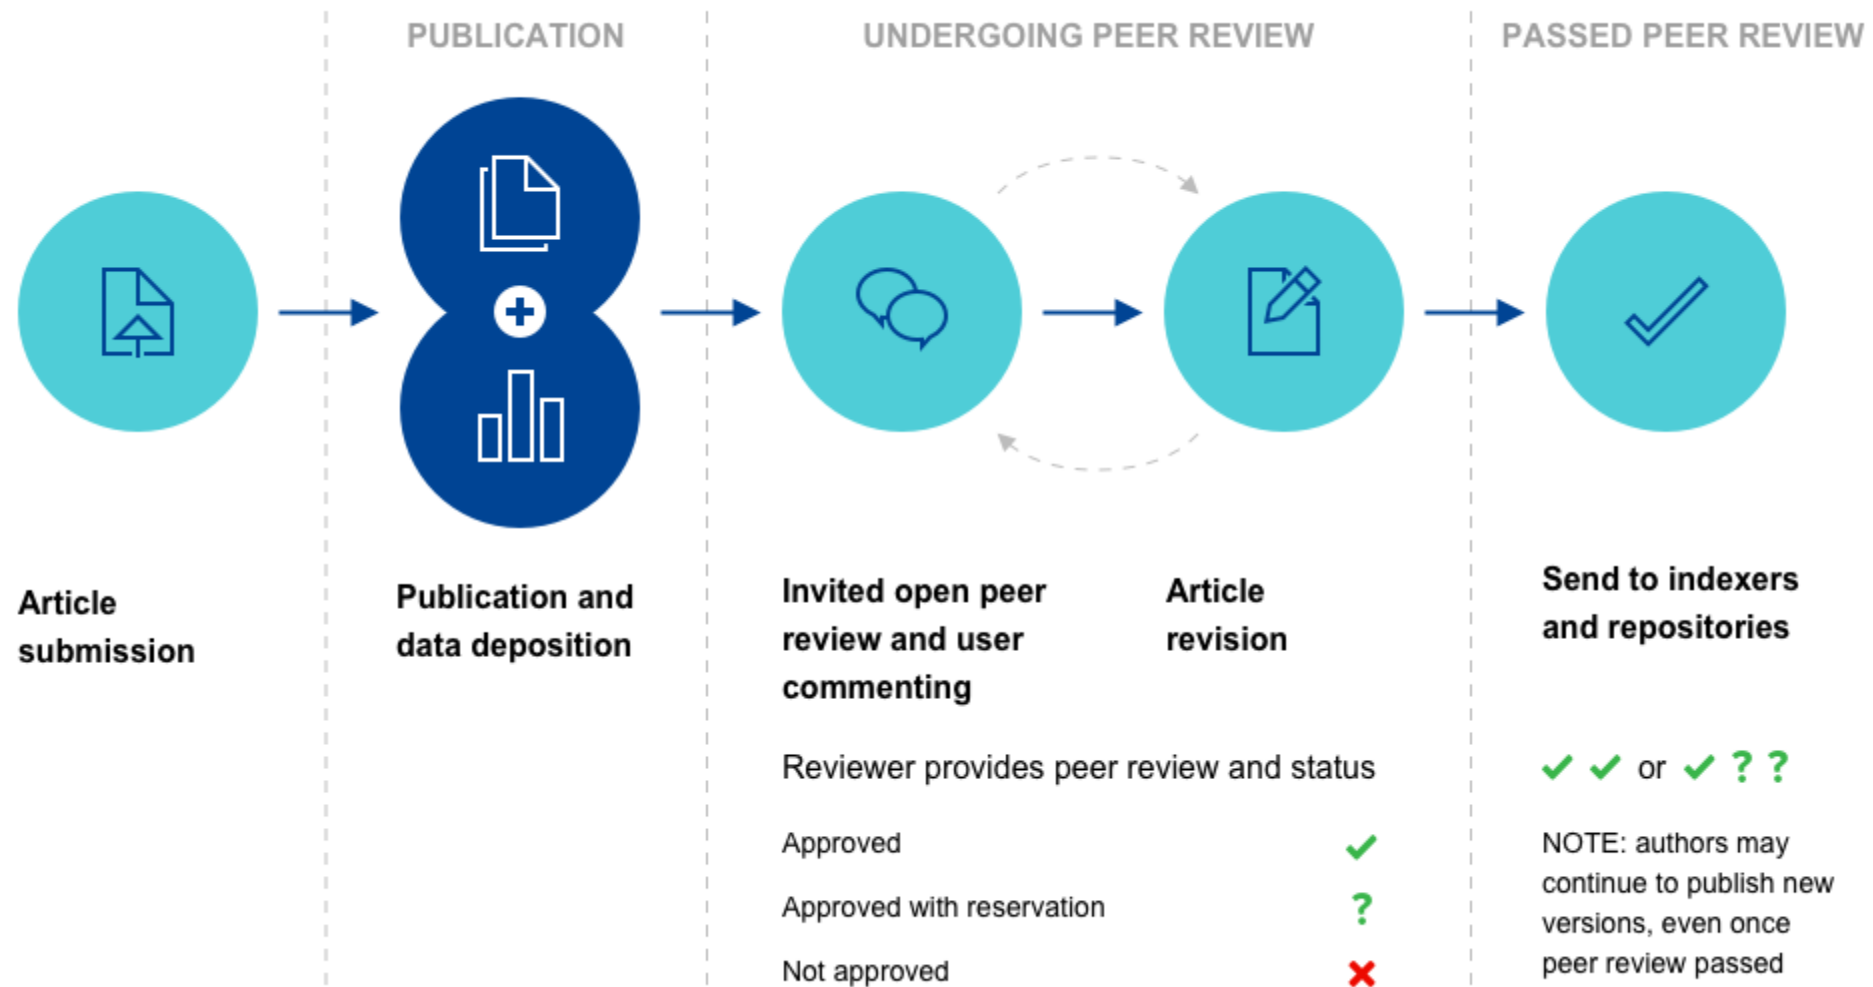 PUBLICATION
UNDERGOING PEER REVIEW
PASSED PEER REVIEW
Article
submission
Publication and
data deposition
Invited open peer
review and user
commenting
Article
revision
Send to indexers
and repositories
Reviewer provides peer review and status
Approved ✔
Approved with reservation ?
Not approved ✖
✔ ✔ or ✔ ? ?
NOTE: authors may
continue to publish new
versions, even once
peer review passed